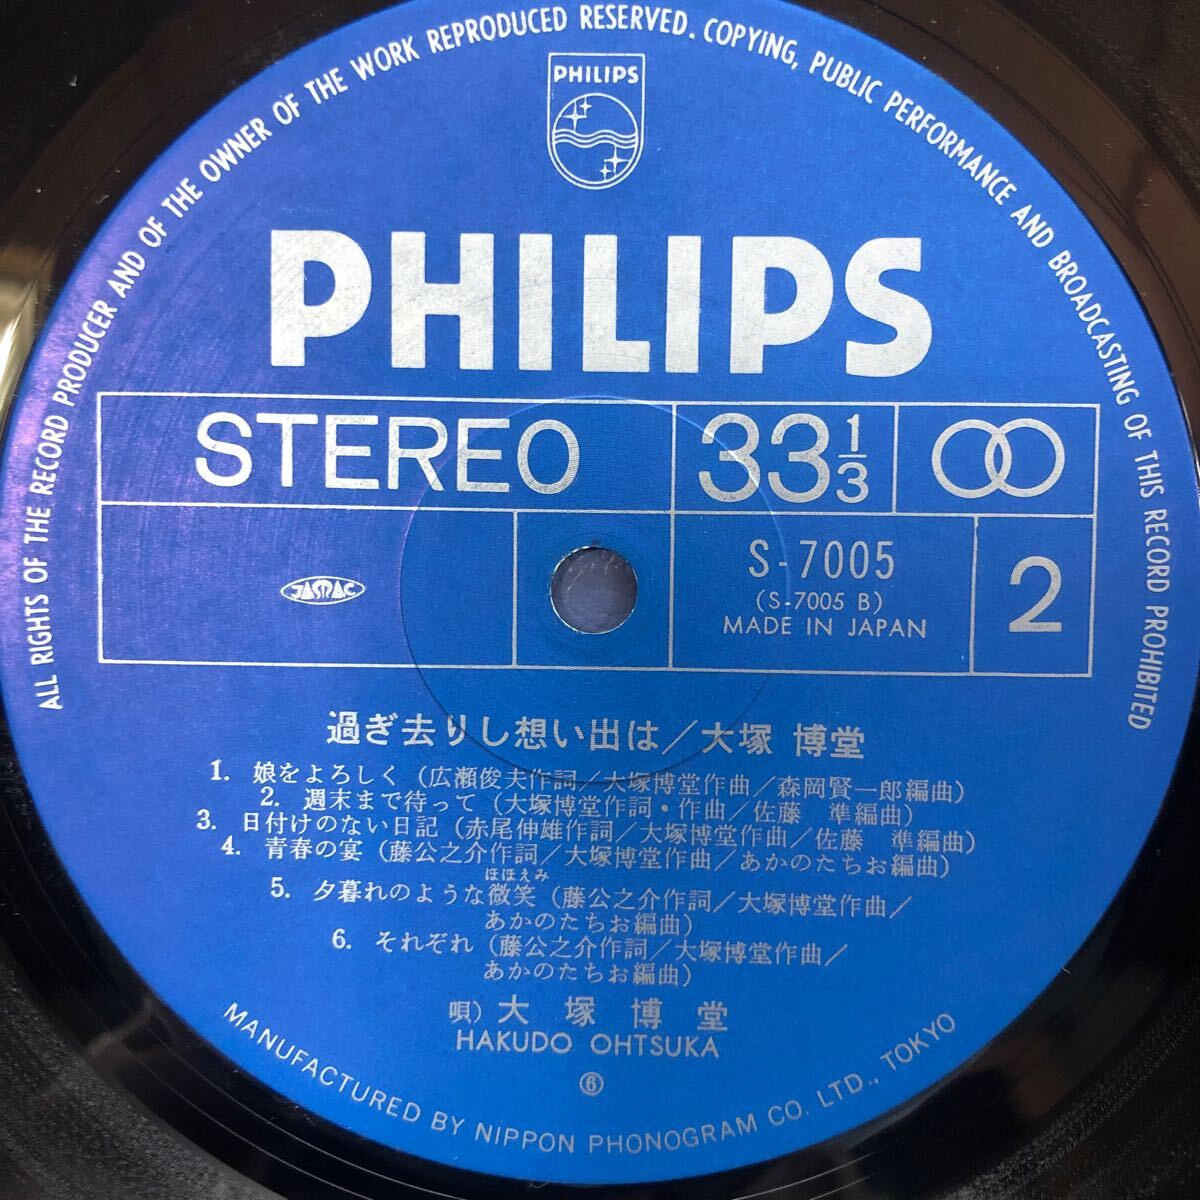 ALL RIGHTS OF THE RECORD PRODUCER AND OF THE OWNER OF THE WORK REPRODUCED RESERVED. COPYING, PUBLIC PERFORMANCE AND BROADCASTING OF THIS RECORD PROHIBITED
PHILIPS
PHILIPS
STEREO
33 1/3
JASRAC
S-7005
(S-7005 B)
MADE IN JAPAN
2
過ぎ去りし想い出は／大塚 博堂
1. 娘をよろしく（広瀬俊夫作詞／大塚博堂作曲／森岡賢一郎編曲）
2. 週末まで待って（大塚博堂作詞・作曲／佐藤 準編曲）
3. 日付けのない日記（赤尾伸雄作詞／大塚博堂作曲／佐藤 準編曲）
4. 青春の宴（藤公之介作詞／大塚博堂作曲／あかのたちお編曲）
ほほえみ
5. 夕暮れのような微笑（藤公之介作詞／大塚博堂作曲／
あかのたちお編曲）
6. それぞれ（藤公之介作詞／大塚博堂作曲／
あかのたちお編曲）
唄）大塚博堂
HAKUDO OHTSUKA
⑥
MANUFACTURED BY NIPPON PHONOGRAM CO. LTD., TOKYO